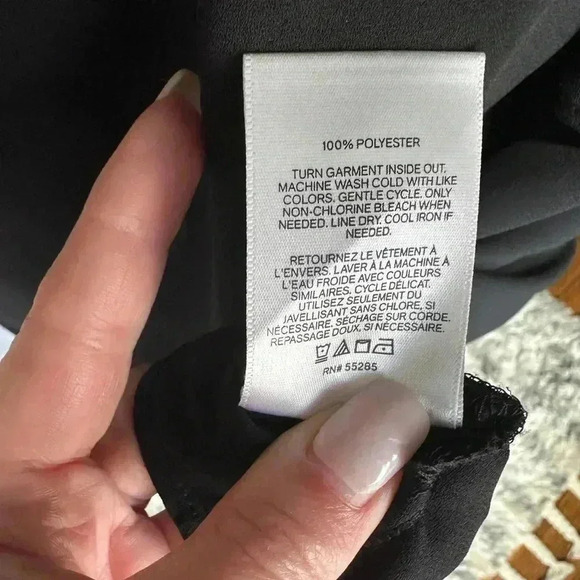 100% POLYESTER
TURN GARMENT INSIDE OUT.
MACHINE WASH COLD WITH LIKE
COLORS. GENTLE CYCLE. ONLY
NON-CHLORINE BLEACH WHEN
NEEDED. LINE DRY. COOL IRON IF
NEEDED.
RETOURNEZ LE VÊTEMENT À
L'ENVERS. LAVER À LA MACHINE À
L'EAU FROIDE AVEC COULEURS
SIMILAIRES. CYCLE DÉLICAT.
UTILISEZ SEULEMENT DU
JAVELLISANT SANS CHLORE, SI
NÉCESSAIRE. SÉCHAGE SUR CORDE.
REPASSAGE DOUX, SI NÉCESSAIRE.
RN# 55285